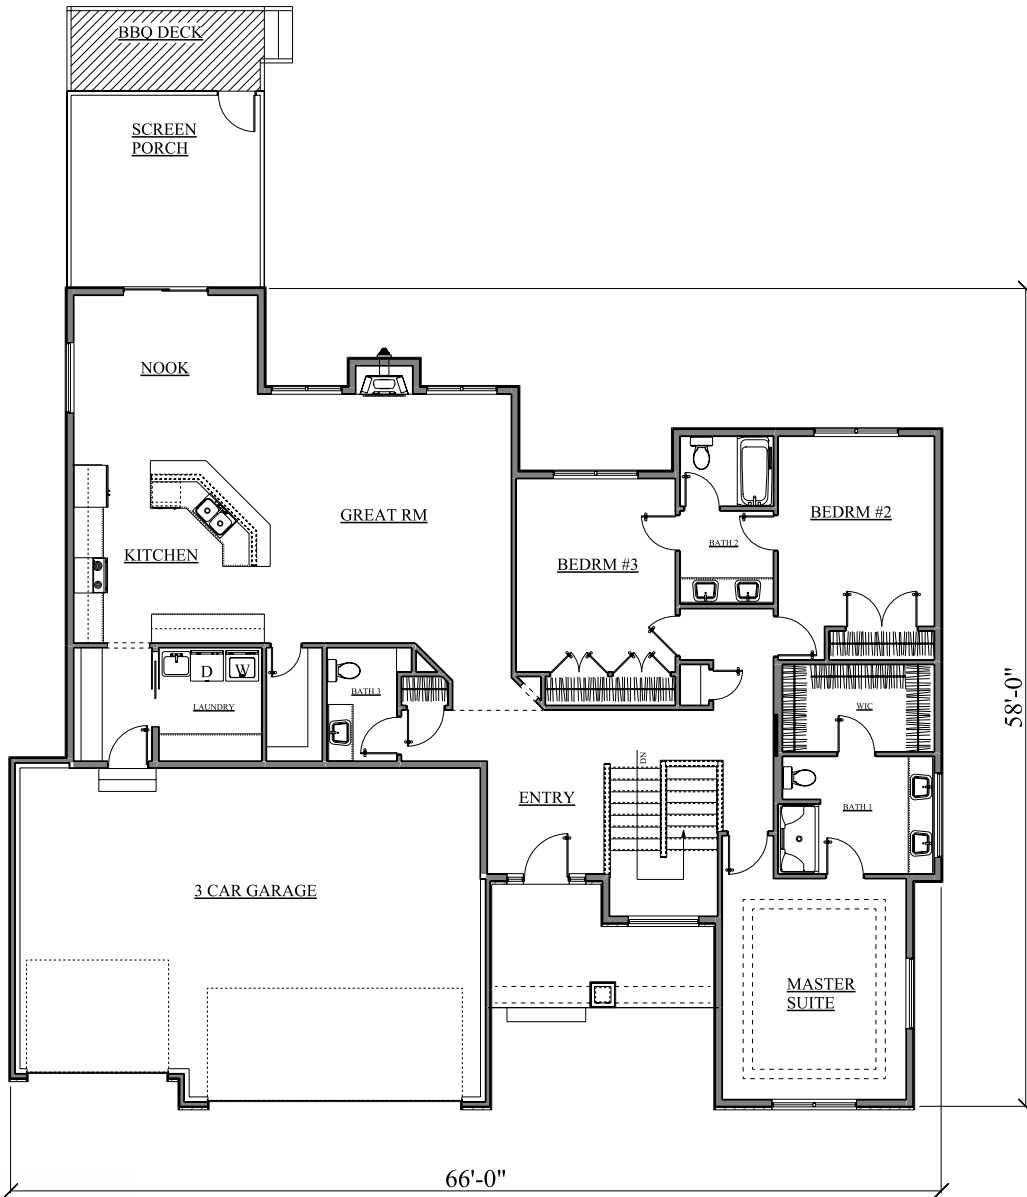 BBQ DECK
SCREEN
PORCH
NOOK
GREAT RM
BEDRM #2
BATH 2
KITCHEN
BEDRM #3
D
W
BATH 3
LAUNDRY
WIC
58'-0"
DN
ENTRY
BATH 1
3 CAR GARAGE
MASTER
SUITE
66'-0"